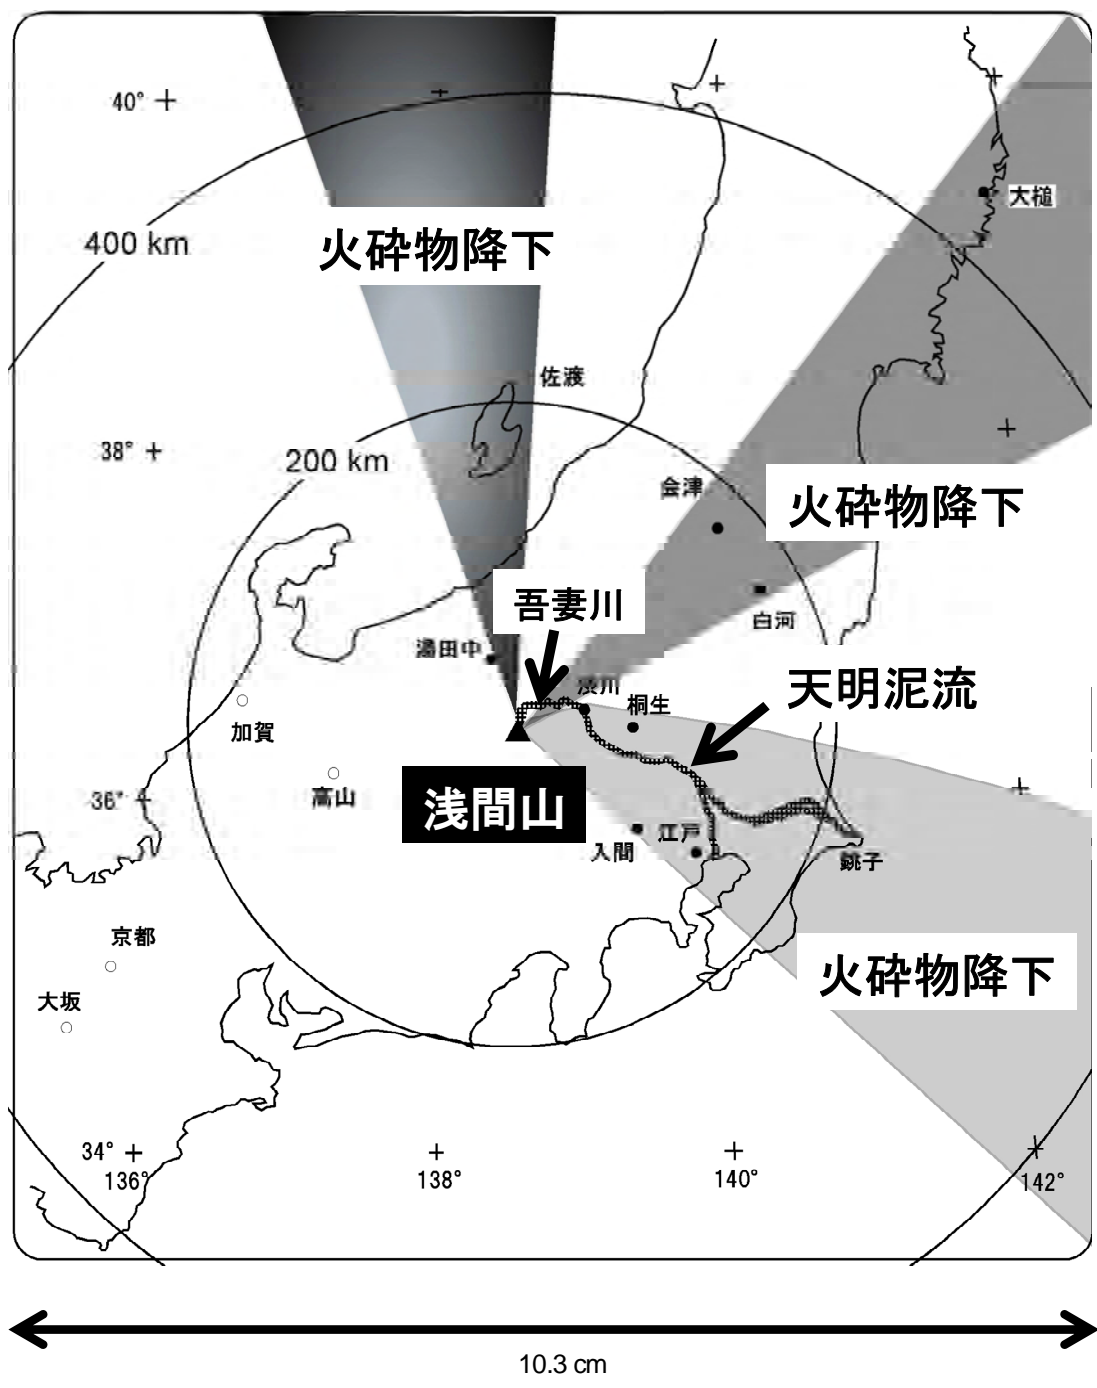 40°
大槌
400 km
火砕物降下
佐渡
38°
200 km
会津
火砕物降下
吾妻川
白河
湯田中
渋川
天明泥流
桐生
加賀
36°
高山
浅間山
入間
江戸
銚子
京都
火砕物降下
大坂
34°
136°
138°
140°
142°
10.3 cm